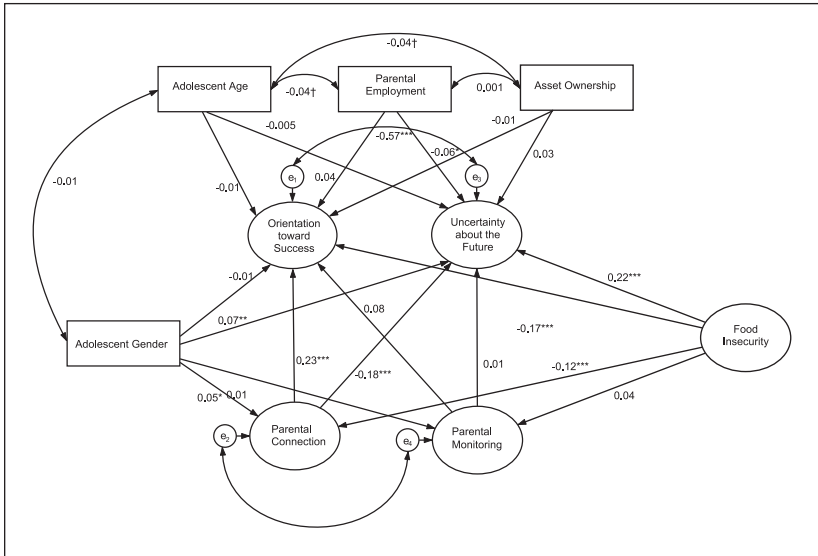 -0.04†
Adolescent Age
-0.04†
Parental
Employment
0.001
Asset Ownership
-0.005
-0.57***
-0.01
-0.06*
0.03
-0.01
-0.01
0.04
e1
e3
Orientation
toward
Success
Uncertainty
about the
Future
-0.01
0.22***
0.07**
0.08
-0.17***
Adolescent Gender
Food
Insecurity
0.23***
-0.18***
0.01
-0.12***
0.05*
0.01
0.04
e2
Parental
Connection
e4
Parental
Monitoring